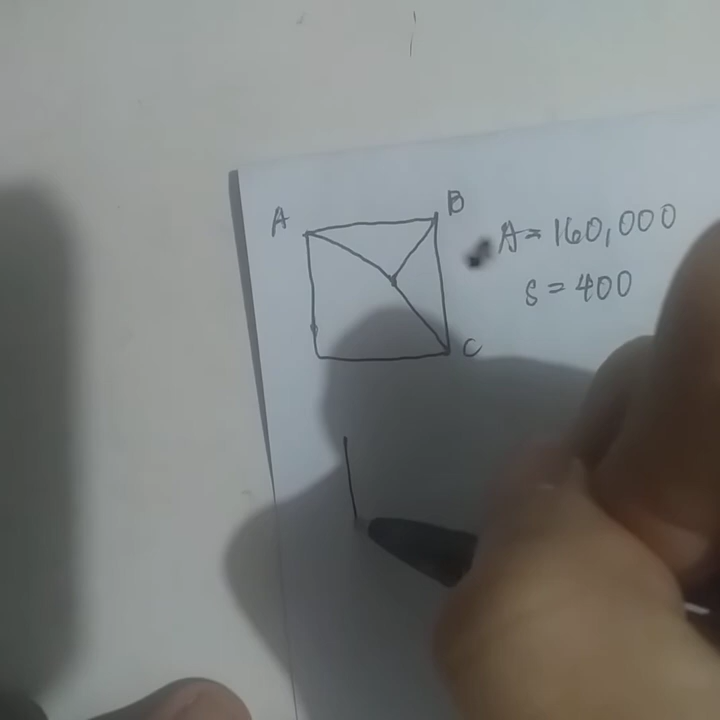 A
B
C
A = 160,000
s = 400